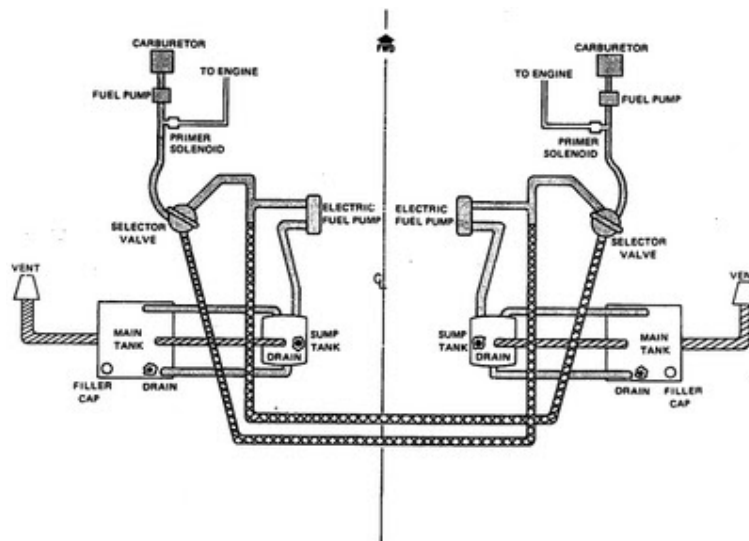 CARBURETOR
TO ENGINE
FUEL PUMP
PRIMER
SOLENOID
SELECTOR
VALVE
ELECTRIC
FUEL PUMP
VENT
MAIN
TANK
SUMP
TANK
DRAIN
FILLER
CAP
DRAIN
FWD
CL
CARBURETOR
TO ENGINE
FUEL PUMP
PRIMER
SOLENOID
ELECTRIC
FUEL PUMP
SELECTOR
VALVE
VENT
SUMP
TANK
DRAIN
MAIN
TANK
DRAIN
FILLER
CAP